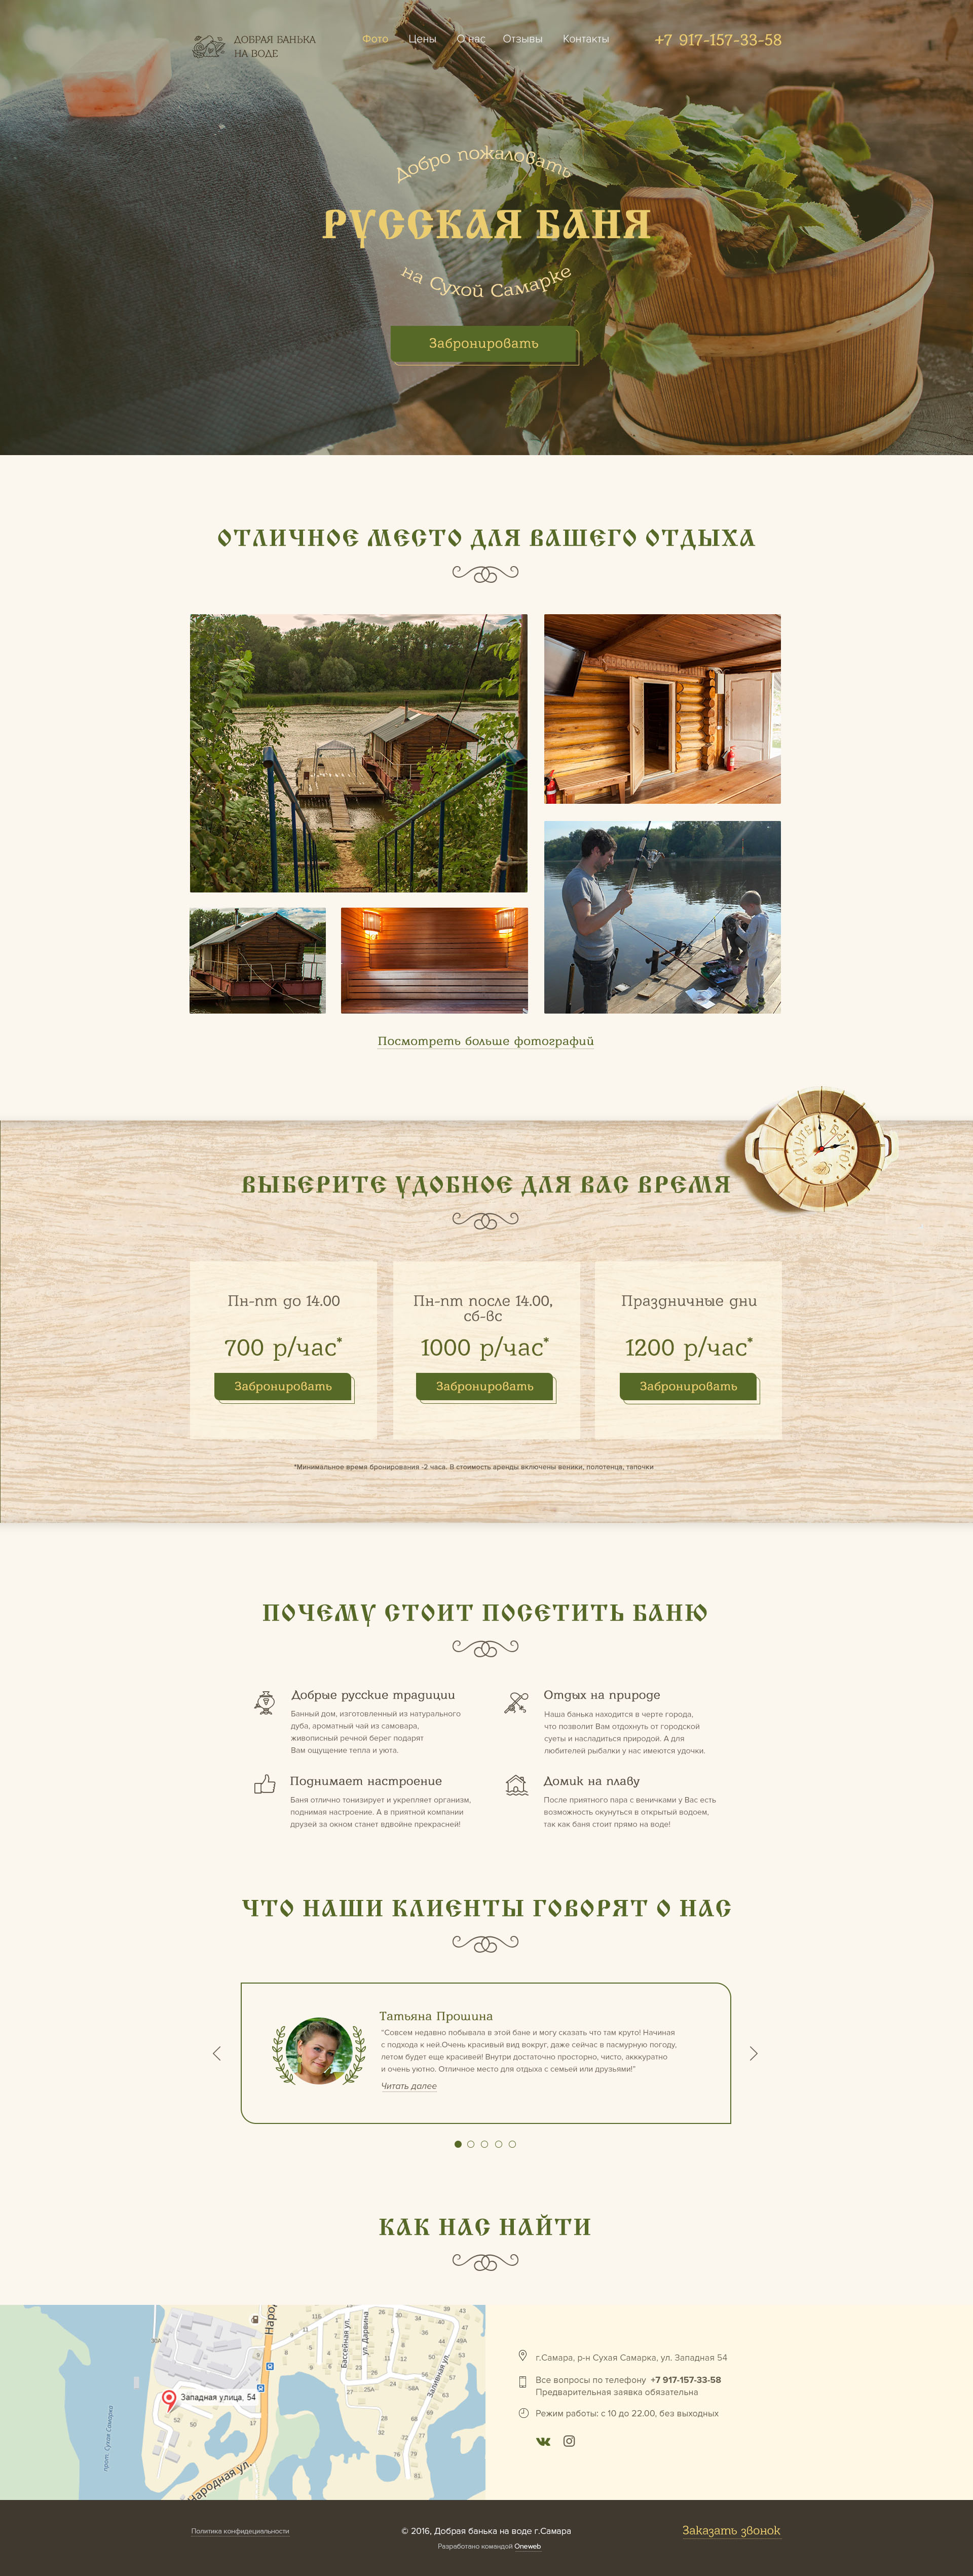 ДОБРАЯ БАНЬКА
НА ВОДЕ
Фото Цены О нас Отзывы Контакты
+7 917-157-33-58
Добро пожаловать
РУССКАЯ БАНЯ
на Сухой Самарке
Забронировать
ОТЛИЧНОЕ МЕСТО ДЛЯ ВАШЕГО ОТДЫХА
Посмотреть больше фотографий
ВЫБЕРИТЕ УДОБНОЕ ДЛЯ ВАС ВРЕМЯ
Пн-пт до 14.00
700 р/час*
Забронировать
Пн-пт после 14.00,
сб-вс
1000 р/час*
Забронировать
Праздничные дни
1200 р/час*
Забронировать
*Минимальное время бронирования -2 часа. В стоимость аренды включены веники, полотенца, тапочки
ПОЧЕМУ СТОИТ ПОСЕТИТЬ БАНЮ
Добрые русские традиции
Банный дом, изготовленный из натурального
дуба, ароматный чай из самовара,
живописный речной берег подарят
Вам ощущение тепла и уюта.
Отдых на природе
Наша банька находится в черте города,
что позволит Вам отдохнуть от городской
суеты и насладиться природой. А для
любителей рыбалки у нас имеются удочки.
Поднимает настроение
Баня отлично тонизирует и укрепляет организм,
поднимая настроение. А в приятной компании
друзей за окном станет вдвойне прекрасней!
Домик на плаву
После приятного пара с веничками у Вас есть
возможность окунуться в открытый водоем,
так как баня стоит прямо на воде!
ЧТО НАШИ КЛИЕНТЫ ГОВОРЯТ О НАС
Татьяна Прошина
"Совсем недавно побывала в этой бане и могу сказать что там круто! Начиная
с подхода к ней.Очень красивый вид вокруг, даже сейчас в пасмурную погоду,
летом будет еще красивей! Внутри достаточно просторно, чисто, акккуратно
и очень уютно. Отличное место для отдыха с семьей или друзьями!"
Читать далее
КАК НАС НАЙТИ
Западная улица, 54
Народная ул.
Бассейная ул.
ул. Дарвина
Заливная ул.
прот. Сухая Самарка
г.Самара, р-н Сухая Самарка, ул. Западная 54
Все вопросы по телефону +7 917-157-33-58
Предварительная заявка обязательна
Режим работы: с 10 до 22.00, без выходных
Политика конфидециальности
© 2016, Добрая банька на воде г.Самара
Разработано командой Oneweb
Заказать звонок